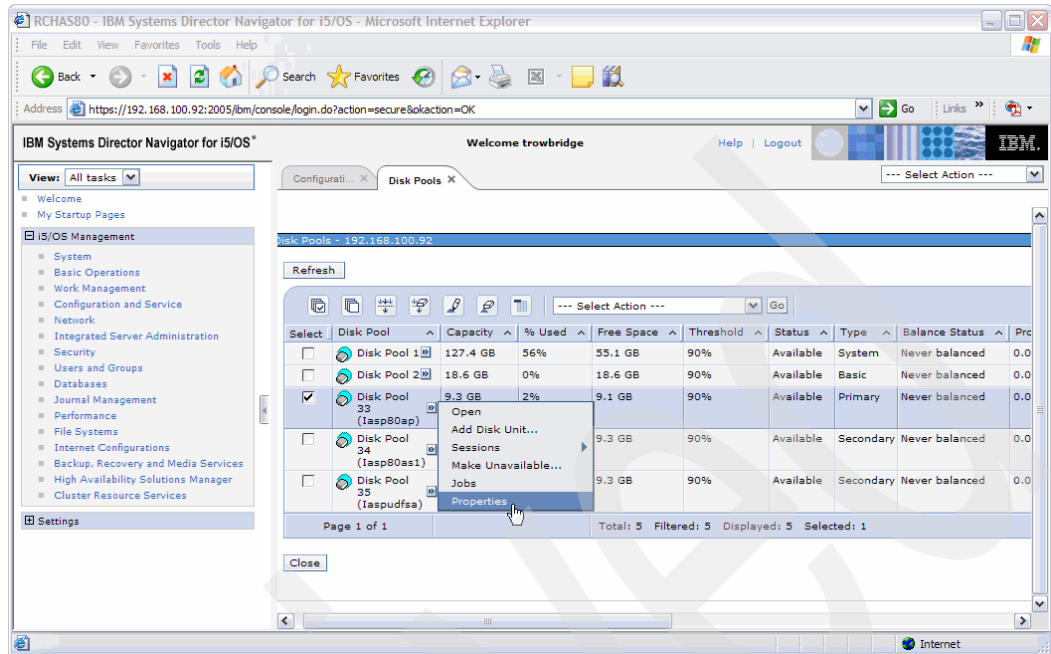 RCHAS80 - IBM Systems Director Navigator for i5/OS - Microsoft Internet Explorer
File Edit View Favorites Tools Help
Back Search Favorites
Address https://192.168.100.92:2005/ibm/console/login.do?action=secure&okaction=OK Go Links »
IBM Systems Director Navigator for i5/OS* Welcome trowbridge Help | Logout IBM.
View: All tasks
Configurati... X Disk Pools X --- Select Action ---
Welcome
My Startup Pages
i5/OS Management
System
Basic Operations
Work Management
Configuration and Service
Network
Integrated Server Administration
Security
Users and Groups
Databases
Journal Management
Performance
File Systems
Internet Configurations
Backup, Recovery and Media Services
High Availability Solutions Manager
Cluster Resource Services
Settings
Disk Pools - 192.168.100.92
Refresh
--- Select Action --- Go
Select Disk Pool Capacity % Used Free Space Threshold Status Type Balance Status Pro
Disk Pool 1 127.4 GB 56% 55.1 GB 90% Available System Never balanced 0.0
Disk Pool 2 18.6 GB 0% 18.6 GB 90% Available Basic Never balanced 0.0
Disk Pool 33 (Iasp80ap) 9.3 GB 2% 9.1 GB 90% Available Primary Never balanced 0.0
Disk Pool 34 (Iasp80as1) 9.3 GB 90% Available Secondary Never balanced 0.0
Disk Pool 35 (Iaspudfsa) 9.3 GB 90% Available Secondary Never balanced 0.0
Open
Add Disk Unit...
Sessions
Make Unavailable...
Jobs
Properties
Page 1 of 1 Total: 5 Filtered: 5 Displayed: 5 Selected: 1
Close
Internet